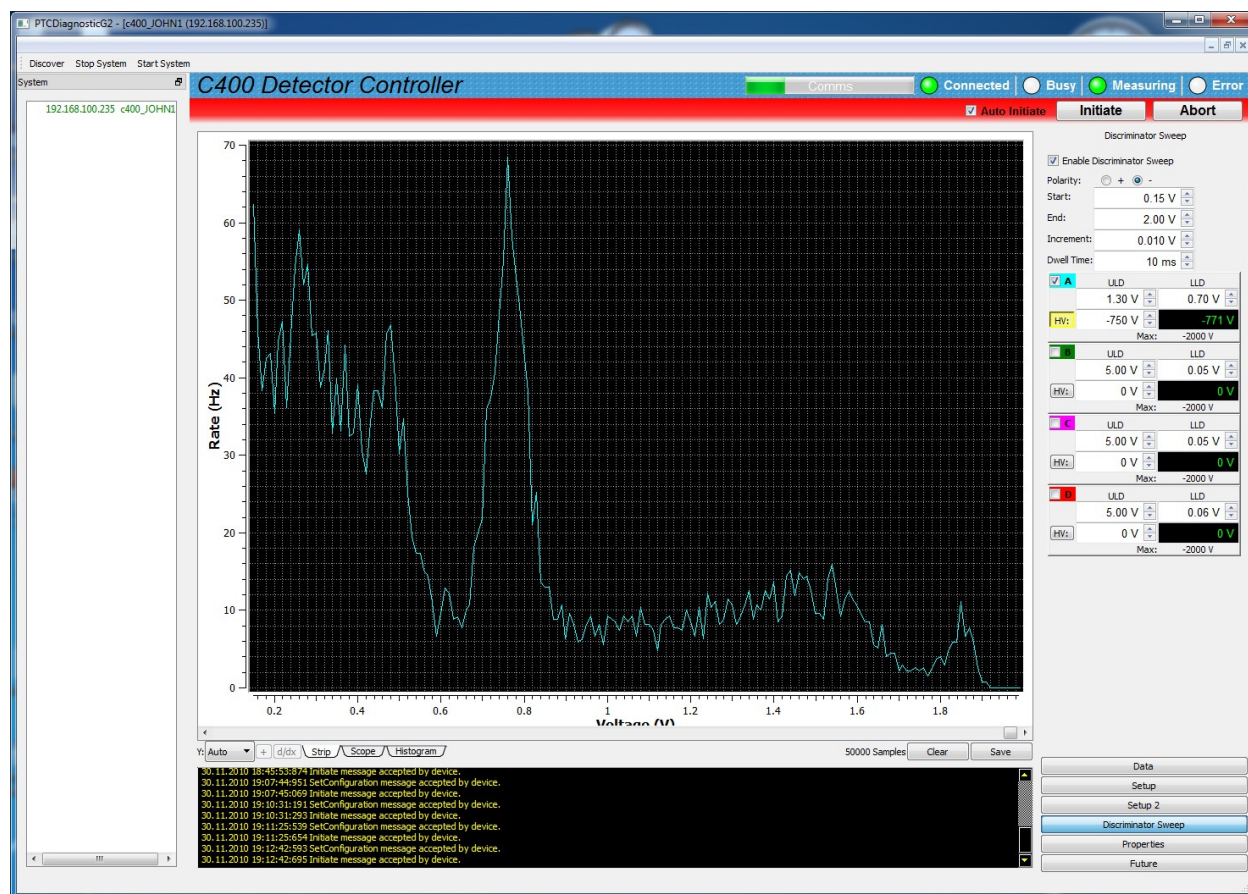 PTCDiagnosticG2 - [c400_JOHN1 (192.168.100.235)]
Discover Stop System Start System
System
192.168.100.235 c400_JOHN1
C400 Detector Controller
Comms
Connected
Busy
Measuring
Error
Auto Initiate
Initiate
Abort
Rate (Hz)
70
60
50
40
30
20
10
0
0.2 0.4 0.6 0.8 1 1.2 1.4 1.6 1.8
Voltage (V)
Discriminator Sweep
Enable Discriminator Sweep
Polarity: + -
Start: 0.15 V
End: 2.00 V
Increment: 0.010 V
Dwell Time: 10 ms
A ULD LLD
1.30 V 0.70 V
HV: -750 V -771 V
Max: -2000 V
B ULD LLD
5.00 V 0.05 V
HV: 0 V 0 V
Max: -2000 V
C ULD LLD
5.00 V 0.05 V
HV: 0 V 0 V
Max: -2000 V
D ULD LLD
5.00 V 0.06 V
HV: 0 V 0 V
Max: -2000 V
Y: Auto + d/dx Strip Scope Histogram 50000 Samples Clear Save
30.11.2010 18:45:53:874 Initiate message accepted by device.
30.11.2010 19:07:44:951 SetConfiguration message accepted by device.
30.11.2010 19:07:45:069 Initiate message accepted by device.
30.11.2010 19:10:31:191 SetConfiguration message accepted by device.
30.11.2010 19:10:31:293 Initiate message accepted by device.
30.11.2010 19:11:25:539 SetConfiguration message accepted by device.
30.11.2010 19:11:25:654 Initiate message accepted by device.
30.11.2010 19:12:42:593 SetConfiguration message accepted by device.
30.11.2010 19:12:42:695 Initiate message accepted by device.
Data
Setup
Setup 2
Discriminator Sweep
Properties
Future